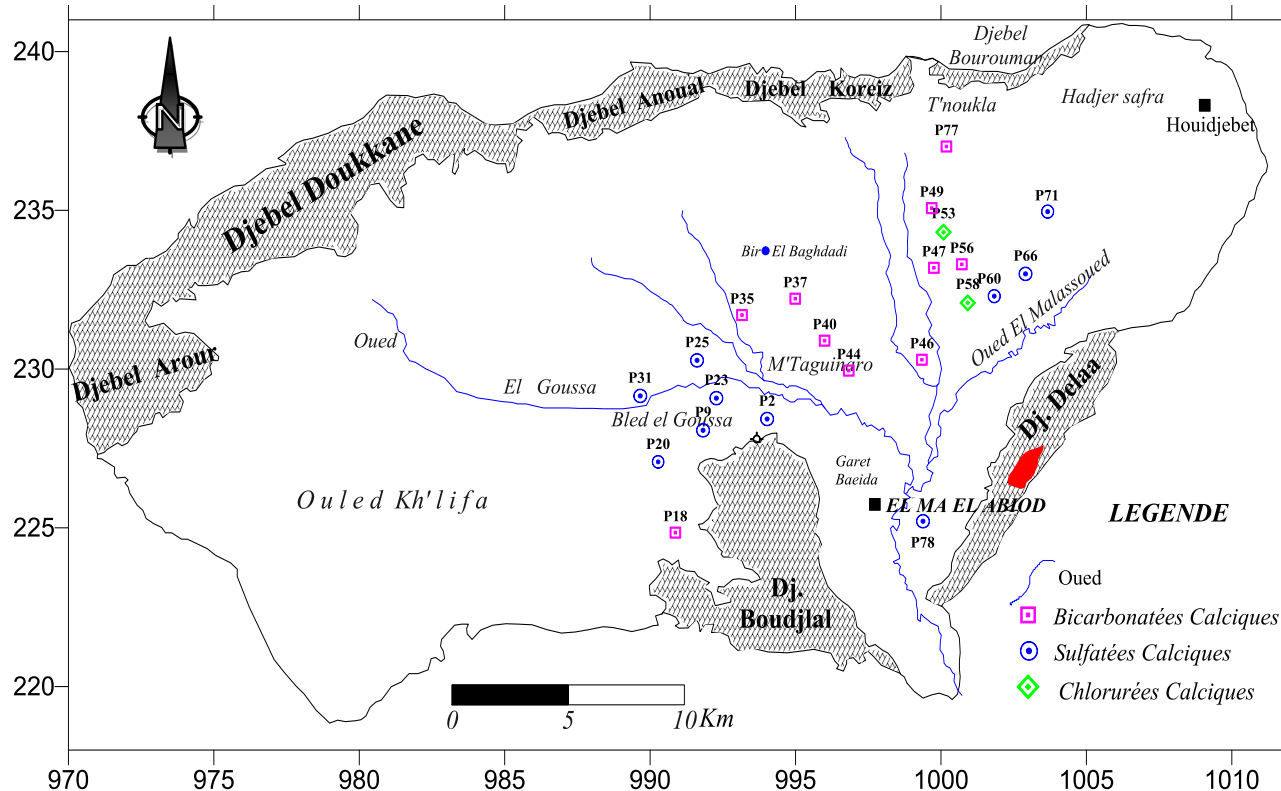 240
235
230
225
220
970
975
980
985
990
995
1000
1005
1010
N
Djebel
Bourouman
Djebel Anoual
Djebel Koreiz
T'noukla
Hadjer safra
Houidjebet
Djebel Doukkane
P77
P49
P53
P71
P47
P56
P66
P58
P60
Bir El Baghdadi
P37
P35
P40
M'Taguinaro
P44
P46
Oued El Malassoued
Oued
El Goussa
Djebel Arour
P25
P31
P23
P2
Bled el Goussa
P9
P20
Dj. Delaa
Garet
Baeida
Ouled Kh'lifa
EL MA EL ABIOD
P78
P18
Dj.
Boudjlal
LEGENDE
Oued
Bicarbonatées Calciques
Sulfatées Calciques
Chlorurées Calciques
0 5 10 Km